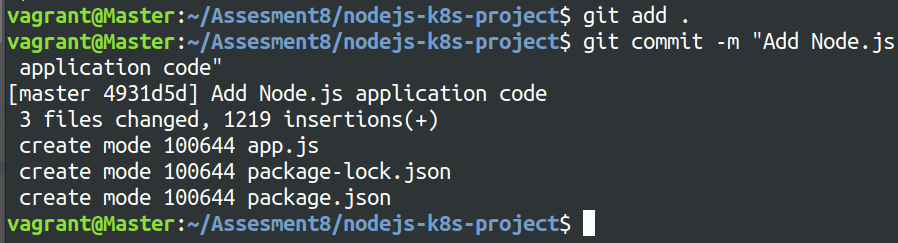 vagrant@Master:~/Assesment8/nodejs-k8s-project$ git add .
vagrant@Master:~/Assesment8/nodejs-k8s-project$ git commit -m "Add Node.js
 application code"
[master 4931d5d] Add Node.js application code
 3 files changed, 1219 insertions(+)
 create mode 100644 app.js
 create mode 100644 package-lock.json
 create mode 100644 package.json
vagrant@Master:~/Assesment8/nodejs-k8s-project$